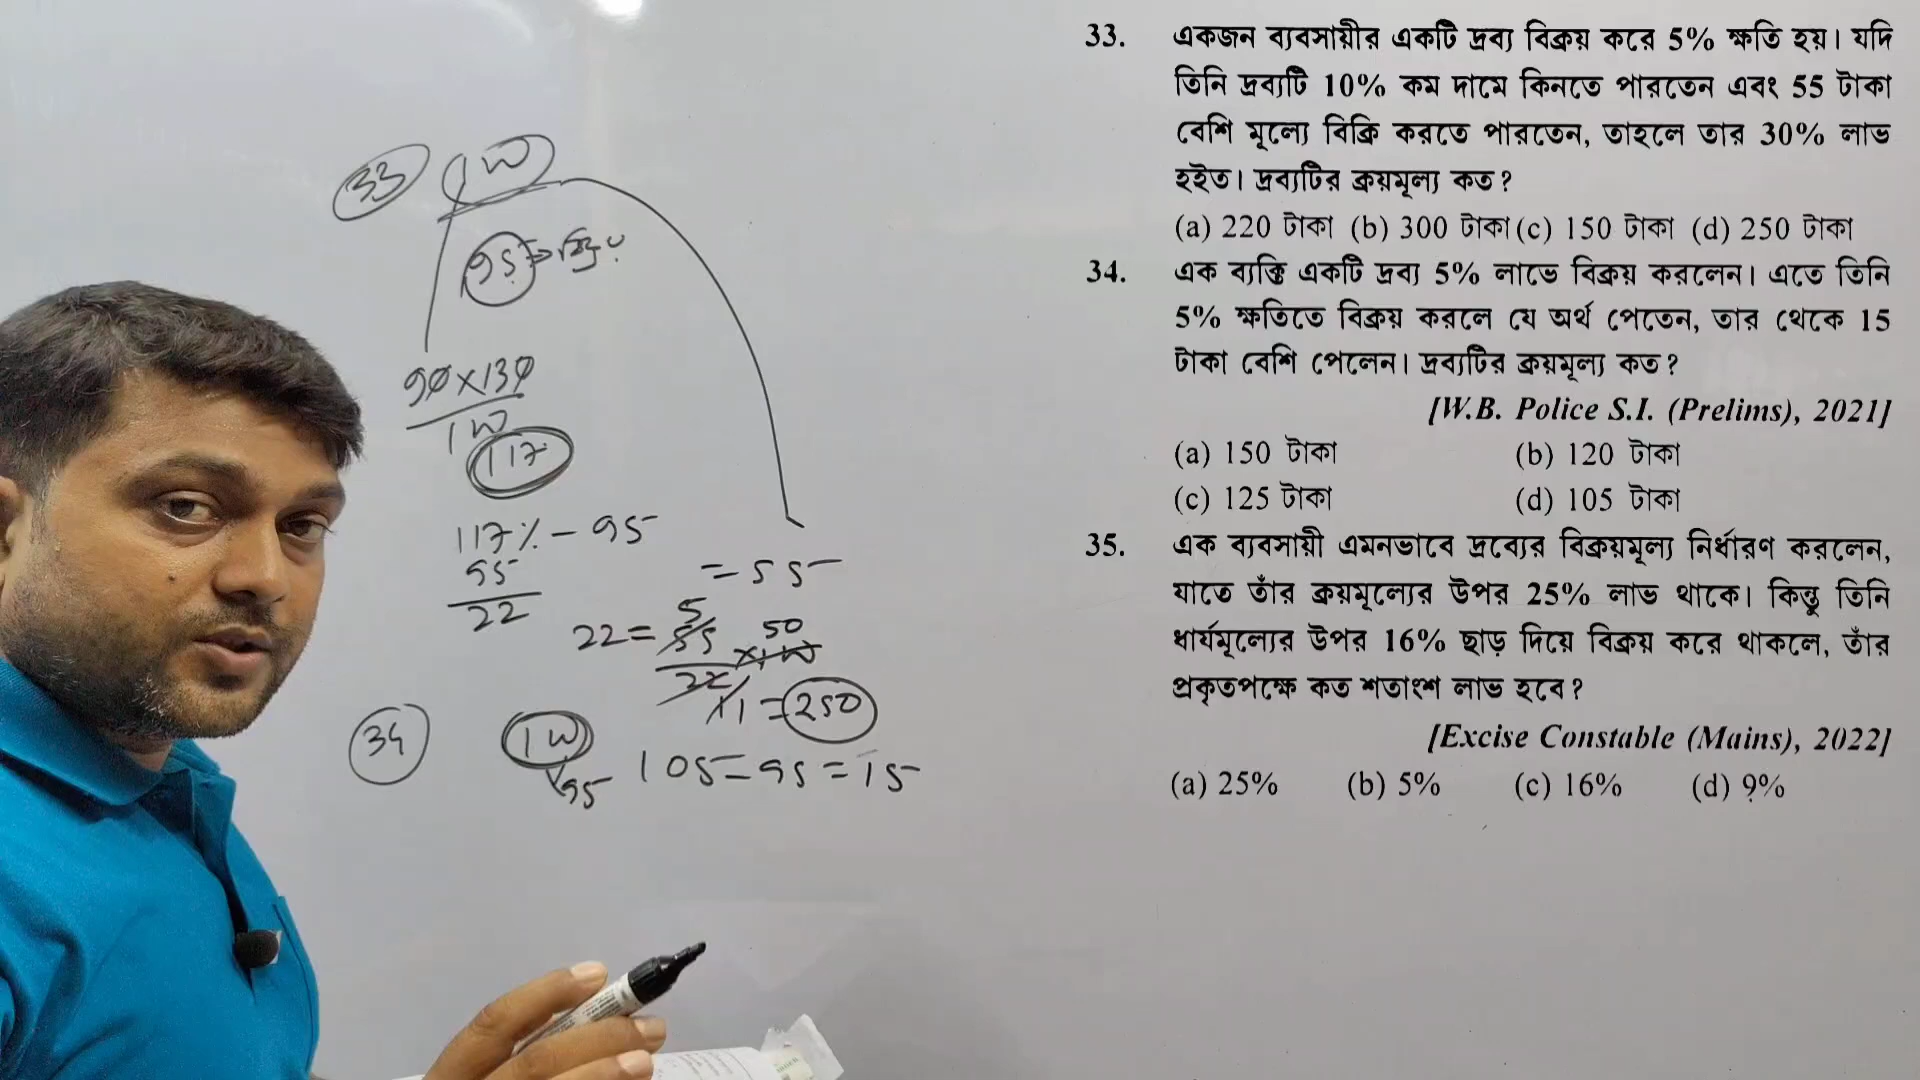 33 100
95 → বিক্রয়
90×130
100
117
117% - 95
95
22
= 55
22 = 55 × 100
22
5
50
1 = 250
34 100
95
105 - 95 = 15
33. একজন ব্যবসায়ীর একটি দ্রব্য বিক্রয় করে 5% ক্ষতি হয়। যদি
তিনি দ্রব্যটি 10% কম দামে কিনতে পারতেন এবং 55 টাকা
বেশি মূল্যে বিক্রি করতে পারতেন, তাহলে তার 30% লাভ
হইত। দ্রব্যটির ক্রয়মূল্য কত?
(a) 220 টাকা (b) 300 টাকা (c) 150 টাকা (d) 250 টাকা
34. এক ব্যক্তি একটি দ্রব্য 5% লাভে বিক্রয় করলেন। এতে তিনি
5% ক্ষতিতে বিক্রয় করলে যে অর্থ পেতেন, তার থেকে 15
টাকা বেশি পেলেন। দ্রব্যটির ক্রয়মূল্য কত?
[W.B. Police S.I. (Prelims), 2021]
(a) 150 টাকা (b) 120 টাকা
(c) 125 টাকা (d) 105 টাকা
35. এক ব্যবসায়ী এমনভাবে দ্রব্যের বিক্রয়মূল্য নির্ধারণ করলেন,
যাতে তাঁর ক্রয়মূল্যের উপর 25% লাভ থাকে। কিন্তু তিনি
ধার্যমূল্যের উপর 16% ছাড় দিয়ে বিক্রয় করে থাকলে, তাঁর
প্রকৃতপক্ষে কত শতাংশ লাভ হবে?
[Excise Constable (Mains), 2022]
(a) 25% (b) 5% (c) 16% (d) 9%